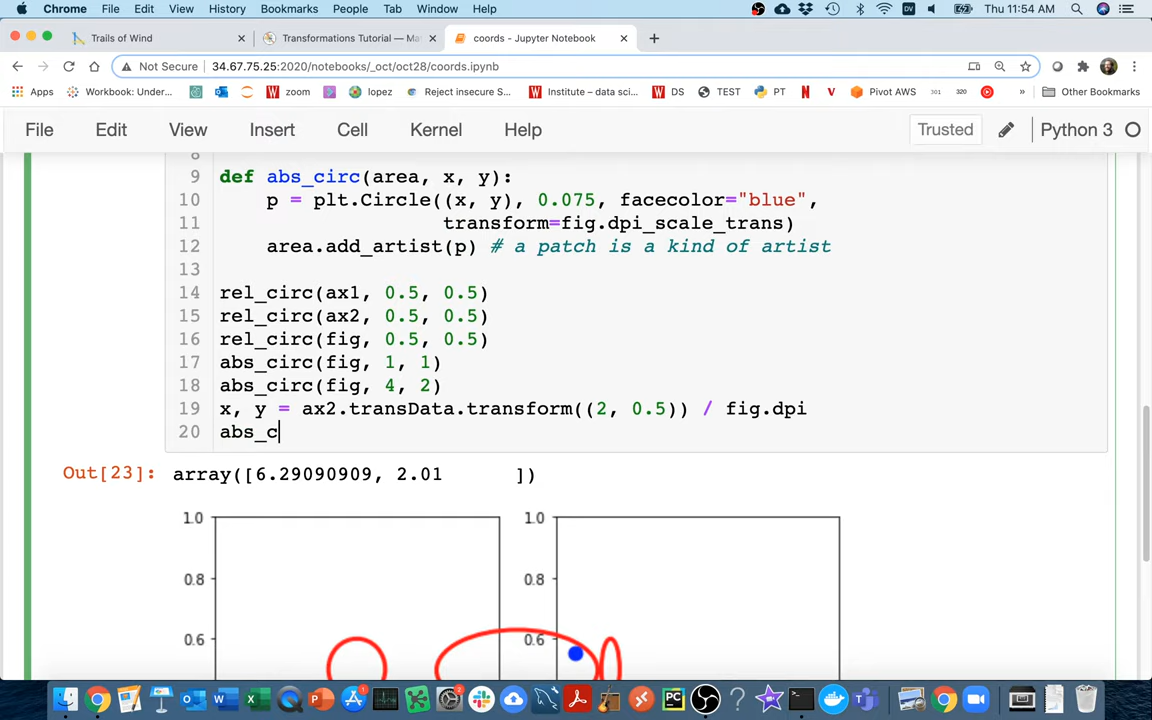 Chrome File Edit View History Bookmarks People Tab Window Help Thu 11:54 AM
Trails of Wind Transformations Tutorial — Ma coords - Jupyter Notebook
Not Secure 34.67.75.25:2020/notebooks/_oct/oct28/coords.ipynb
Apps Workbook: Under... zoom lopez Reject insecure S... Institute – data sci... DS TEST PT Pivot AWS 301 320 Other Bookmarks
File Edit View Insert Cell Kernel Help Trusted Python 3
8
9 def abs_circ(area, x, y):
10 p = plt.Circle((x, y), 0.075, facecolor="blue",
11 transform=fig.dpi_scale_trans)
12 area.add_artist(p) # a patch is a kind of artist
13
14 rel_circ(ax1, 0.5, 0.5)
15 rel_circ(ax2, 0.5, 0.5)
16 rel_circ(fig, 0.5, 0.5)
17 abs_circ(fig, 1, 1)
18 abs_circ(fig, 4, 2)
19 x, y = ax2.transData.transform((2, 0.5)) / fig.dpi
20 abs_c
Out[23]: array([6.29090909, 2.01 ])
1.0 1.0
0.8 0.8
0.6 0.6